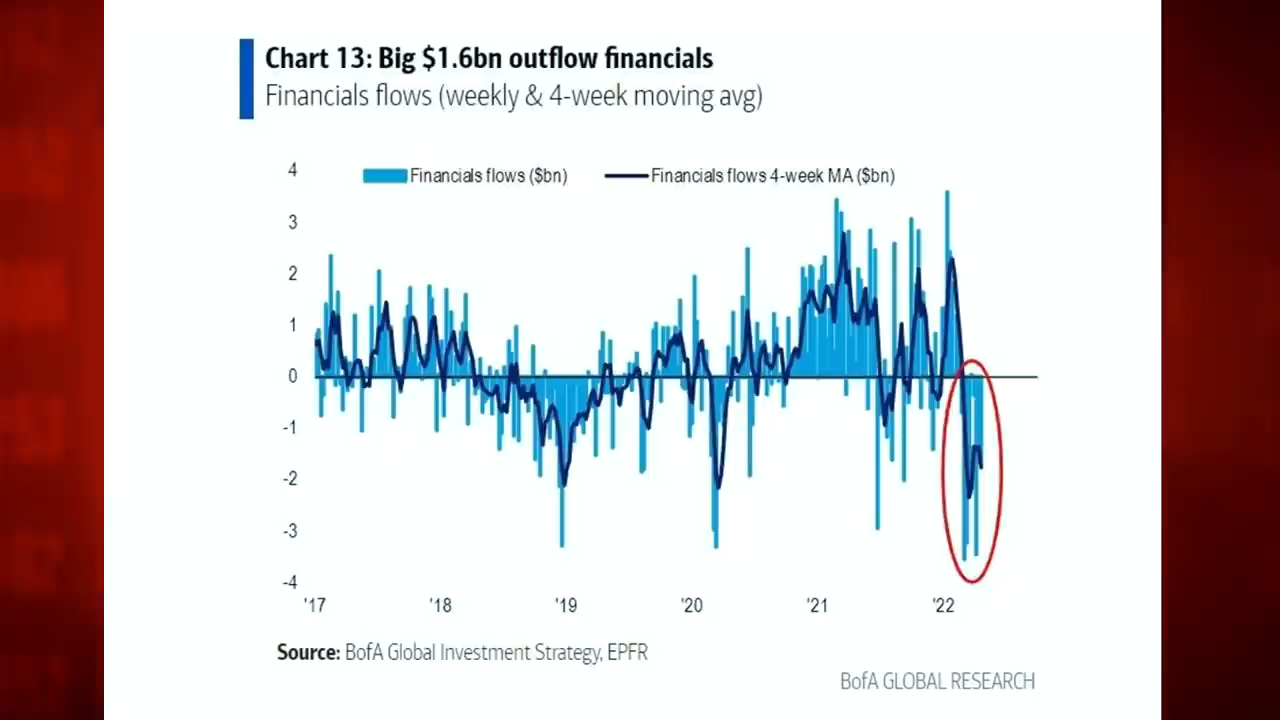 Chart 13: Big $1.6bn outflow financials
Financials flows (weekly & 4-week moving avg)
Financials flows ($bn)
Financials flows 4-week MA ($bn)
4
3
2
1
0
-1
-2
-3
-4
'17
'18
'19
'20
'21
'22
Source: BofA Global Investment Strategy, EPFR
BofA GLOBAL RESEARCH